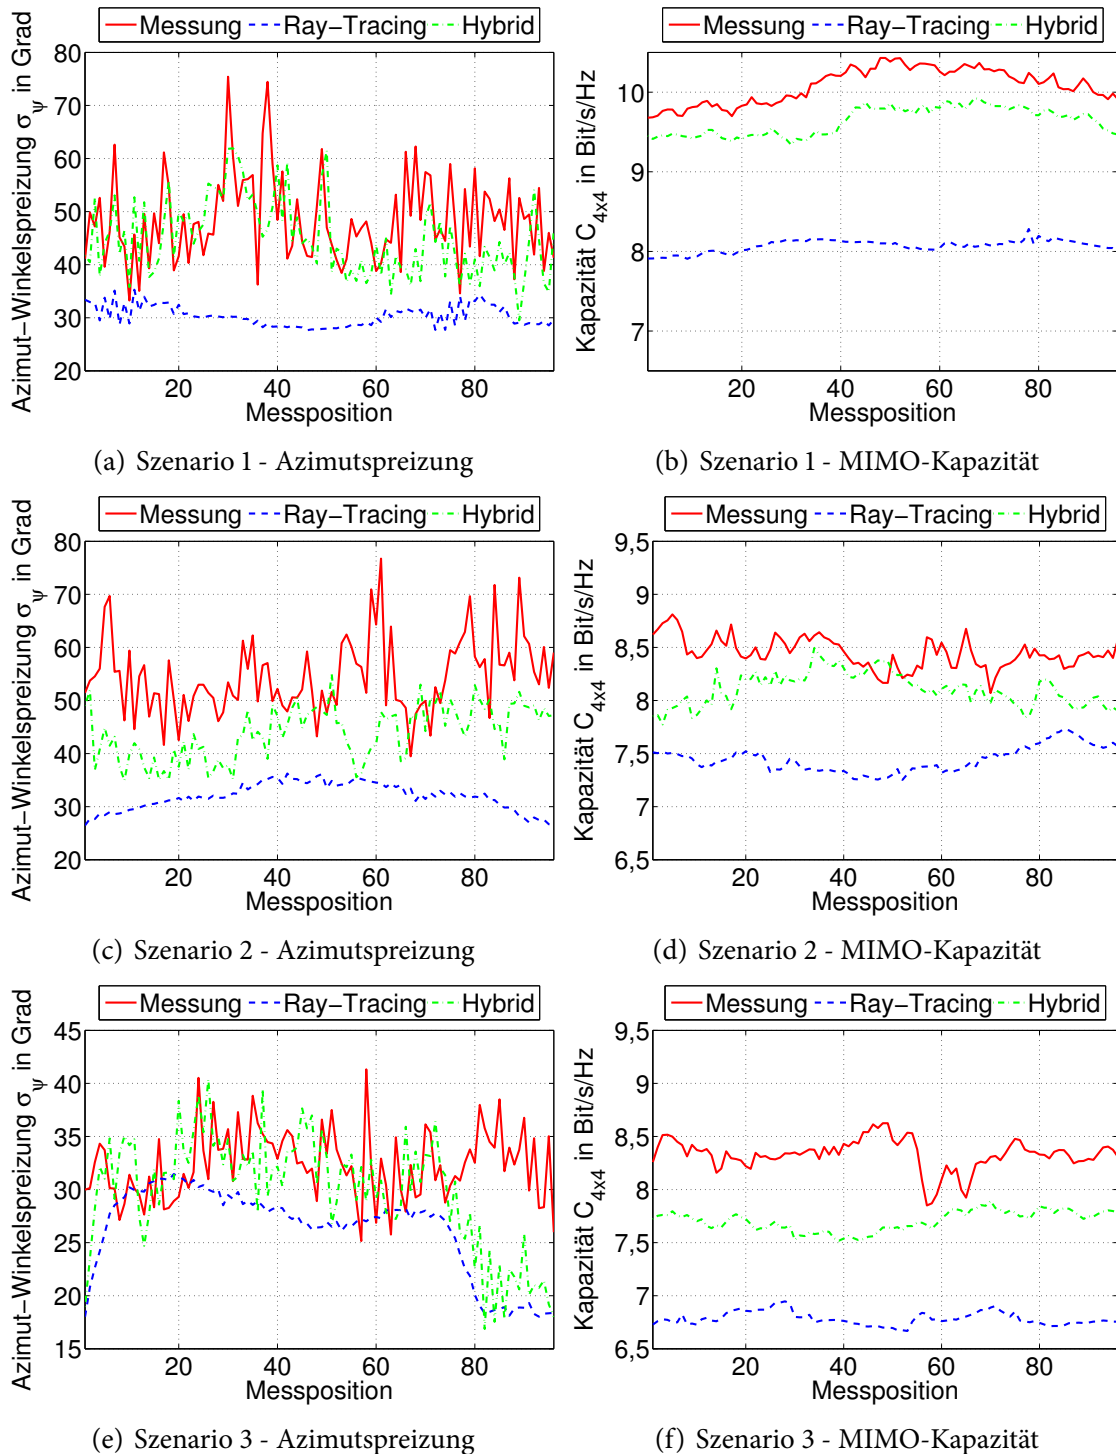 Messung Ray-Tracing Hybrid
Azimut-Winkelspreizung σψ in Grad
80
70
60
50
40
30
20
20 40 60 80
Messposition
(a) Szenario 1 - Azimutspreizung
Messung Ray-Tracing Hybrid
Kapazität C4x4 in Bit/s/Hz
10
9
8
7
20 40 60 80
Messposition
(b) Szenario 1 - MIMO-Kapazität
Messung Ray-Tracing Hybrid
Azimut-Winkelspreizung σψ in Grad
80
70
60
50
40
30
20
20 40 60 80
Messposition
(c) Szenario 2 - Azimutspreizung
Messung Ray-Tracing Hybrid
Kapazität C4x4 in Bit/s/Hz
9,5
9
8,5
8
7,5
7
6,5
20 40 60 80
Messposition
(d) Szenario 2 - MIMO-Kapazität
Messung Ray-Tracing Hybrid
Azimut-Winkelspreizung σψ in Grad
45
40
35
30
25
20
15
20 40 60 80
Messposition
(e) Szenario 3 - Azimutspreizung
Messung Ray-Tracing Hybrid
Kapazität C4x4 in Bit/s/Hz
9,5
9
8,5
8
7,5
7
6,5
20 40 60 80
Messposition
(f) Szenario 3 - MIMO-Kapazität